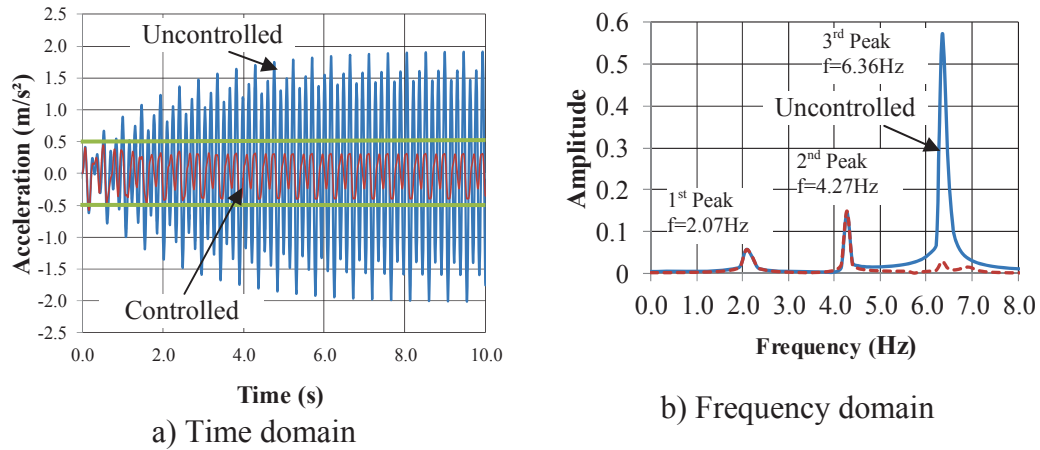 2.5
2.0
1.5
1.0
0.5
0.0
-0.5
-1.0
-1.5
-2.0
-2.5
Acceleration (m/s²)
Uncontrolled
Controlled
0.0 2.0 4.0 6.0 8.0 10.0
Time (s)
a) Time domain
0.6
0.5
0.4
0.3
0.2
0.1
0
Amplitude
3rd Peak
f=6.36Hz
Uncontrolled
2nd Peak
f=4.27Hz
1st Peak
f=2.07Hz
0.0 1.0 2.0 3.0 4.0 5.0 6.0 7.0 8.0
Frequency (Hz)
b) Frequency domain